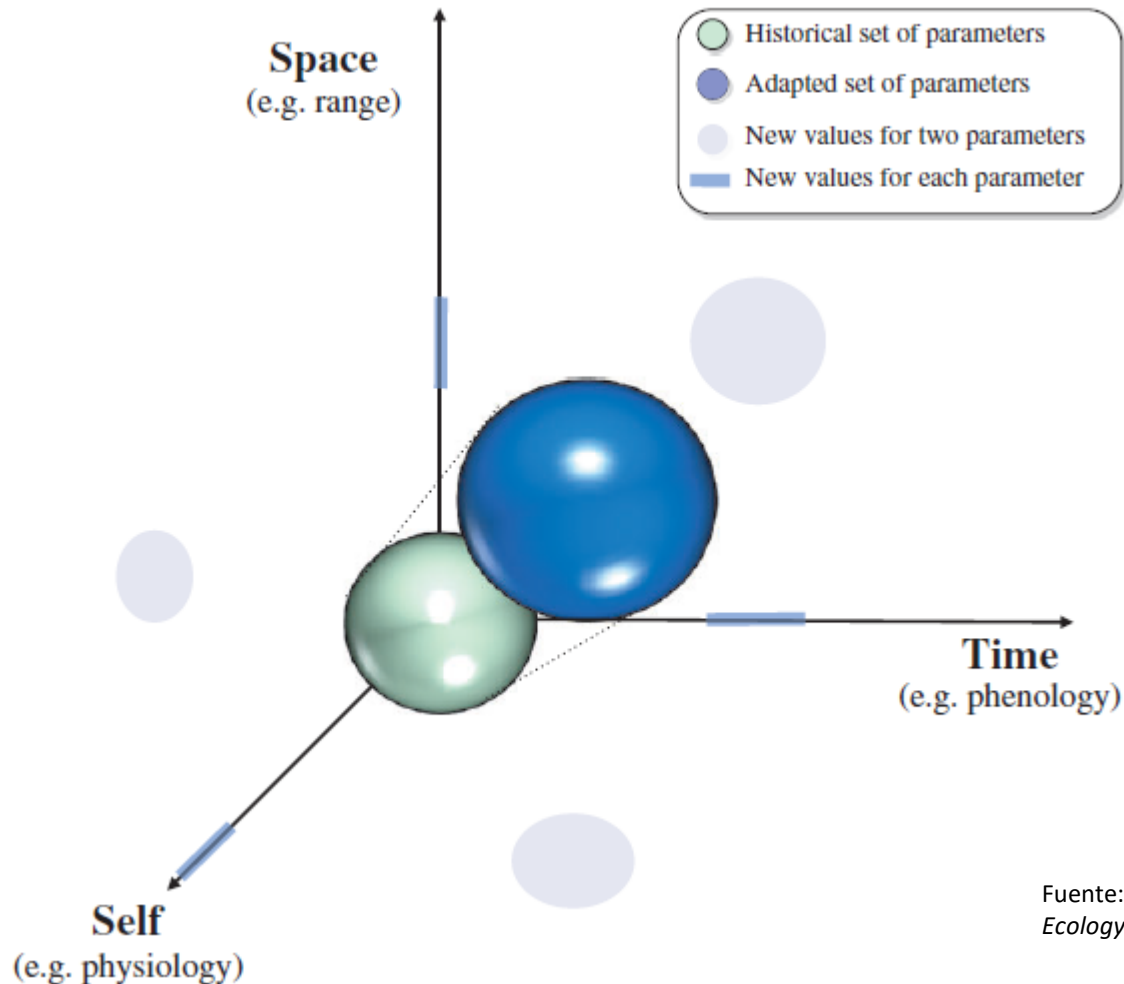 Space
(e.g. range)
Historical set of parameters
Adapted set of parameters
New values for two parameters
New values for each parameter
Time
(e.g. phenology)
Self
(e.g. physiology)
Fuente:
Ecology